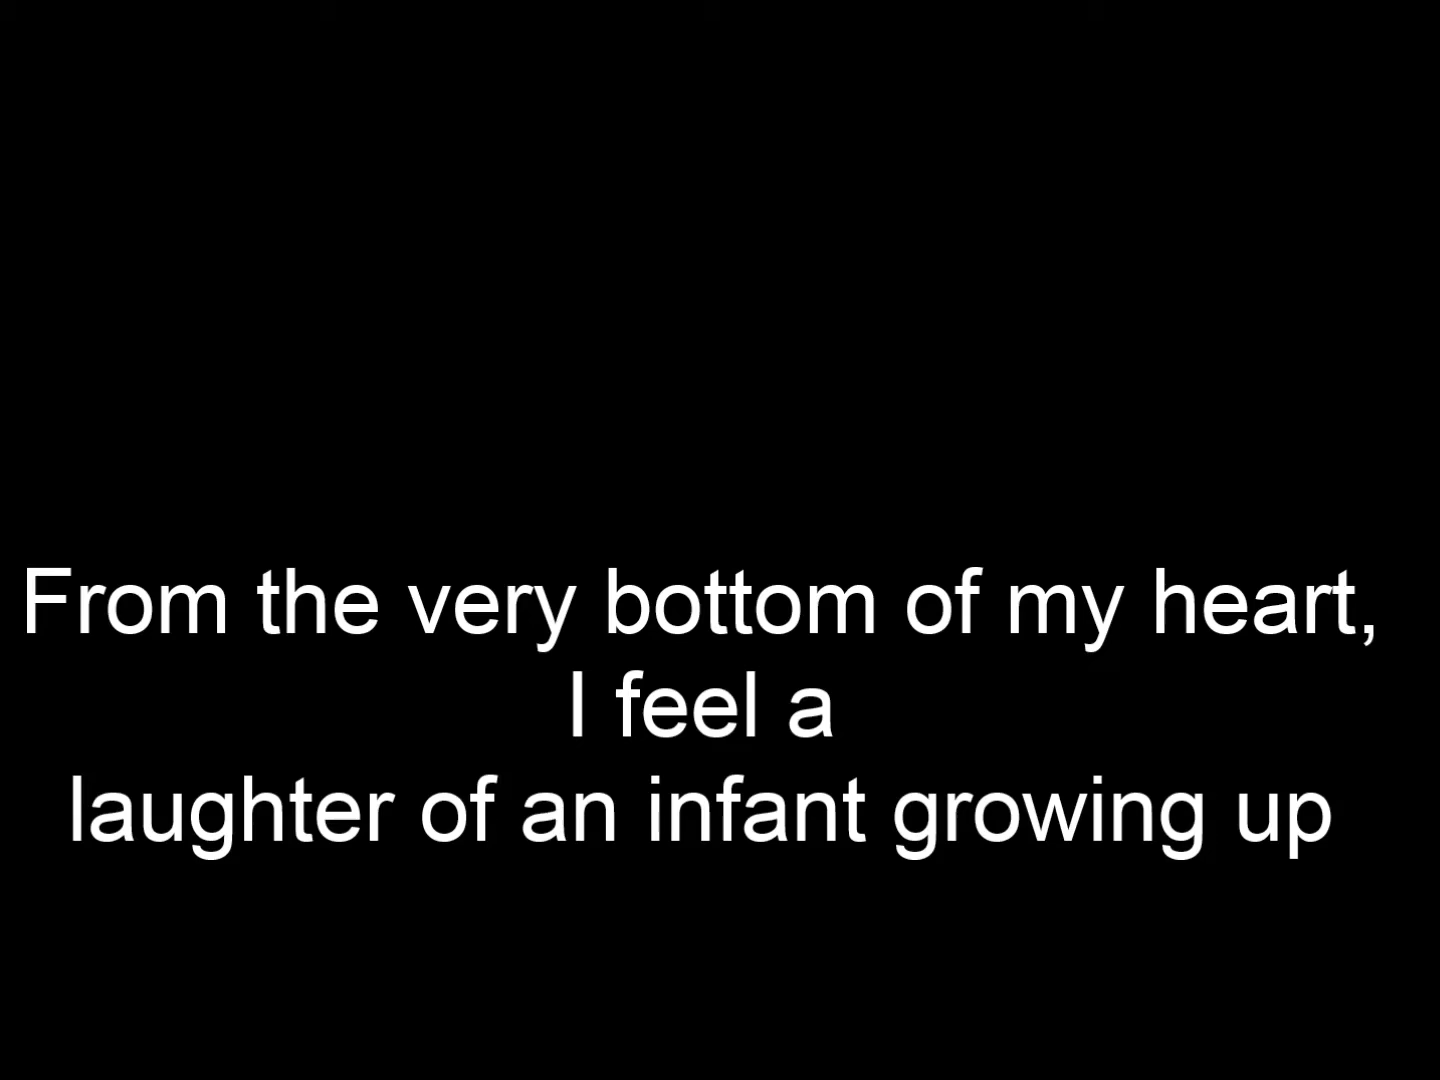 From the very bottom of my heart,
I feel a
laughter of an infant growing up